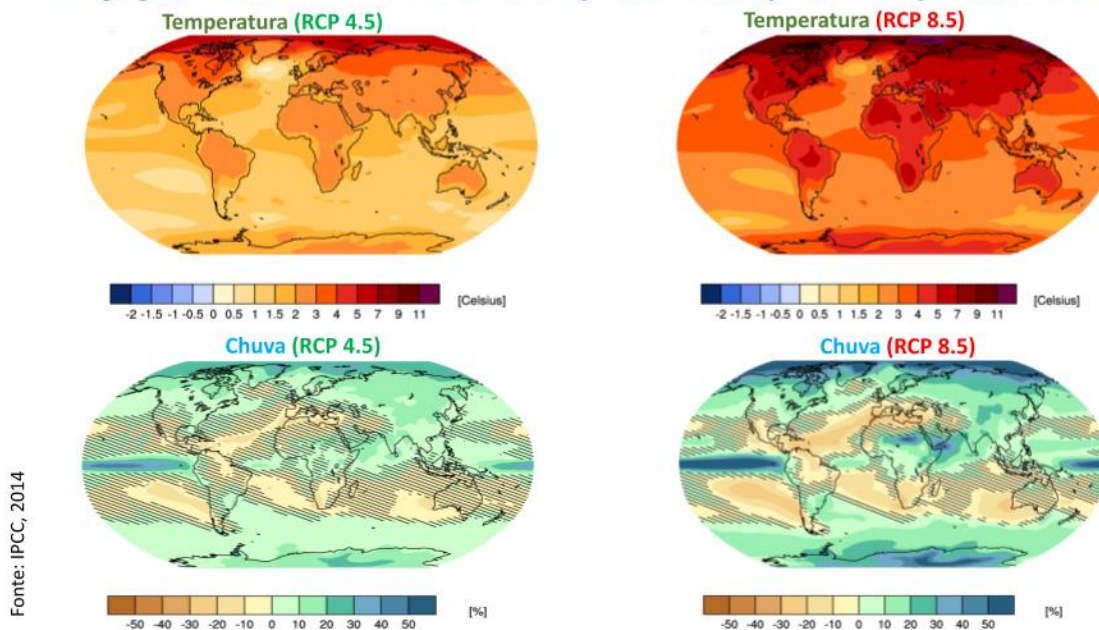 Temperatura (RCP 4.5)
Temperatura (RCP 8.5)
-2 -1.5 -1 -0.5 0 0.5 1 1.5 2 3 4 5 7 9 11 [Celsius]
-2 -1.5 -1 -0.5 0 0.5 1 1.5 2 3 4 5 7 9 11 [Celsius]
Chuva (RCP 4.5)
Chuva (RCP 8.5)
Fonte: IPCC, 2014
-50 -40 -30 -20 -10 0 10 20 30 40 50 [%]
-50 -40 -30 -20 -10 0 10 20 30 40 50 [%]